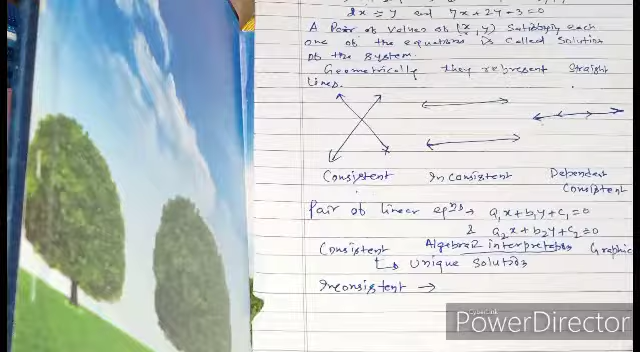 2x = y and 7x+2y-3=0
A Pair of values of (x, y) Satisfying each
one of the equations is called Solution
of the system.
Geometrically they represent Straight
Lines.
Consistent Inconsistent Dependent
Consistent
Pair of linear eqns → a₁x+b₁y+c₁=0
& a₂x+b₂y+c₂=0
Consistent Algebraic interpretation Graphic
↳ Unique Solution
Inconsistent →
CyberLink
PowerDirector